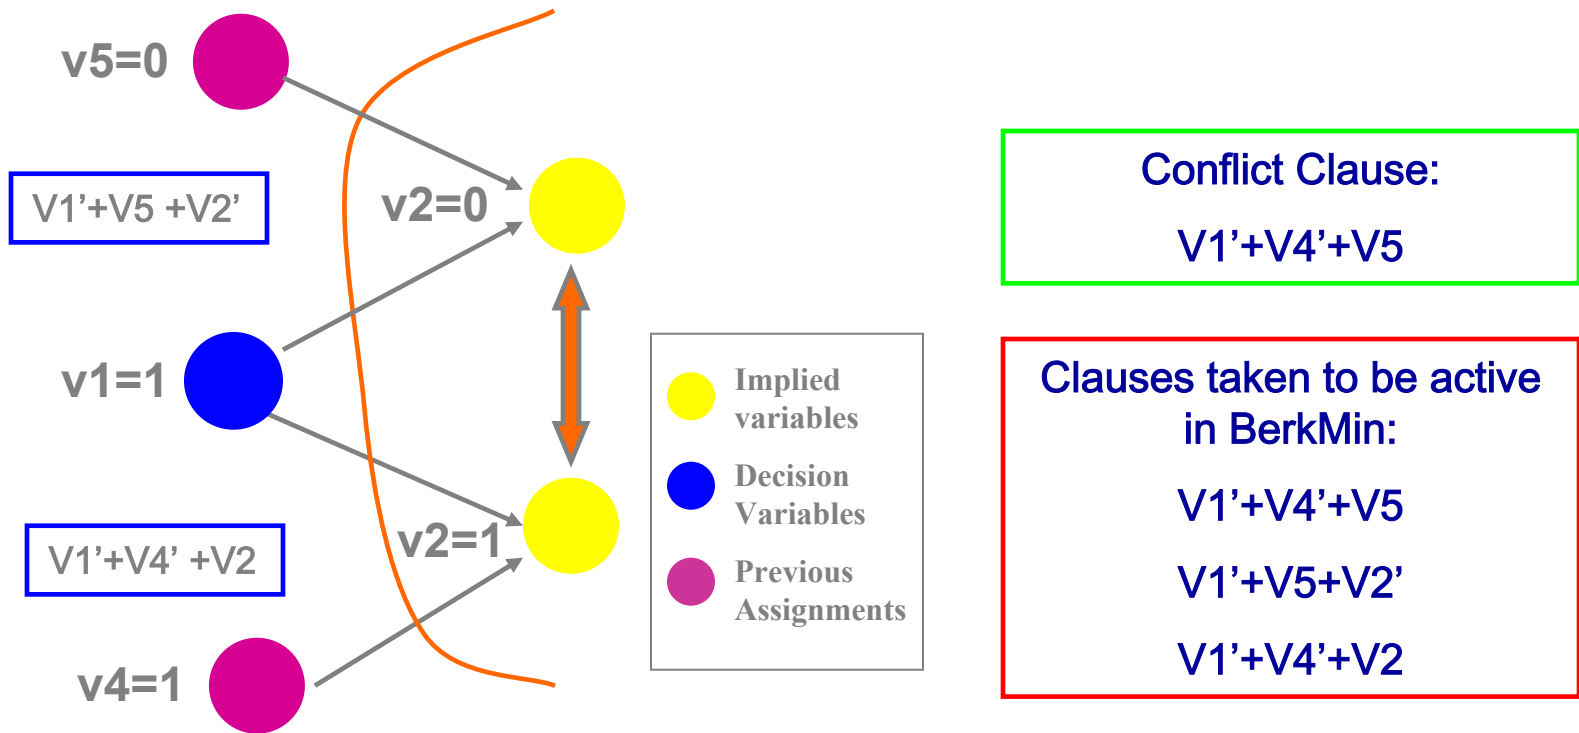 v5=0
V1’+V5 +V2’
v2=0
v1=1
V1’+V4’ +V2
v2=1
v4=1
Implied
variables
Decision
Variables
Previous
Assignments
Conflict Clause:
V1’+V4’+V5
Clauses taken to be active
in BerkMin:
V1’+V4’+V5
V1’+V5+V2’
V1’+V4’+V2